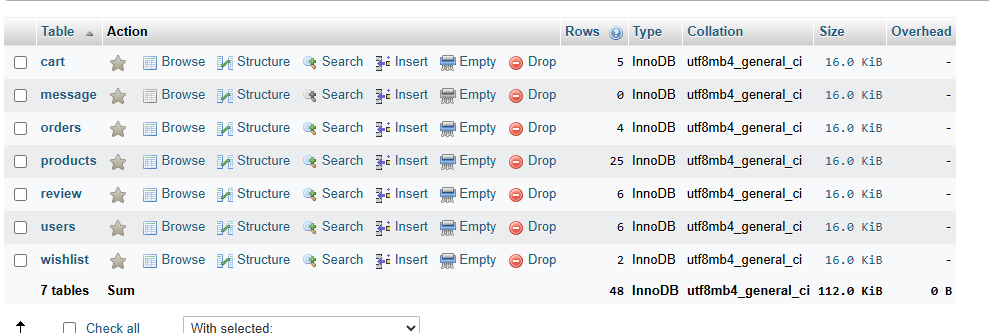 Table Action Rows Type Collation Size Overhead
cart Browse Structure Search Insert Empty Drop 5 InnoDB utf8mb4_general_ci 16.0 KiB -
message Browse Structure Search Insert Empty Drop 0 InnoDB utf8mb4_general_ci 16.0 KiB -
orders Browse Structure Search Insert Empty Drop 4 InnoDB utf8mb4_general_ci 16.0 KiB -
products Browse Structure Search Insert Empty Drop 25 InnoDB utf8mb4_general_ci 16.0 KiB -
review Browse Structure Search Insert Empty Drop 6 InnoDB utf8mb4_general_ci 16.0 KiB -
users Browse Structure Search Insert Empty Drop 6 InnoDB utf8mb4_general_ci 16.0 KiB -
wishlist Browse Structure Search Insert Empty Drop 2 InnoDB utf8mb4_general_ci 16.0 KiB -
7 tables Sum 48 InnoDB utf8mb4_general_ci 112.0 KiB 0 B
Check all With selected: